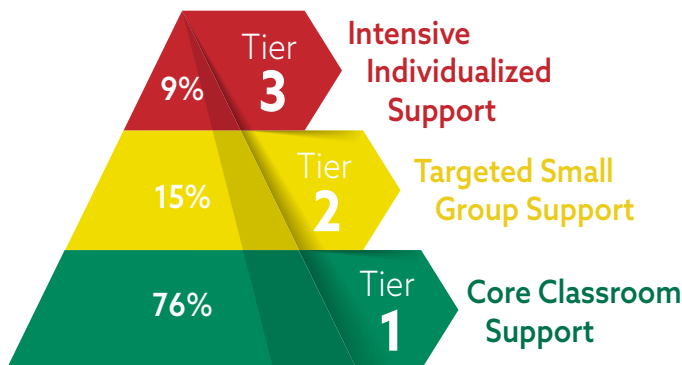 9%
Tier
3
Intensive
Individualized
Support
15%
Tier
2
Targeted Small
Group Support
76%
Tier
1
Core Classroom
Support